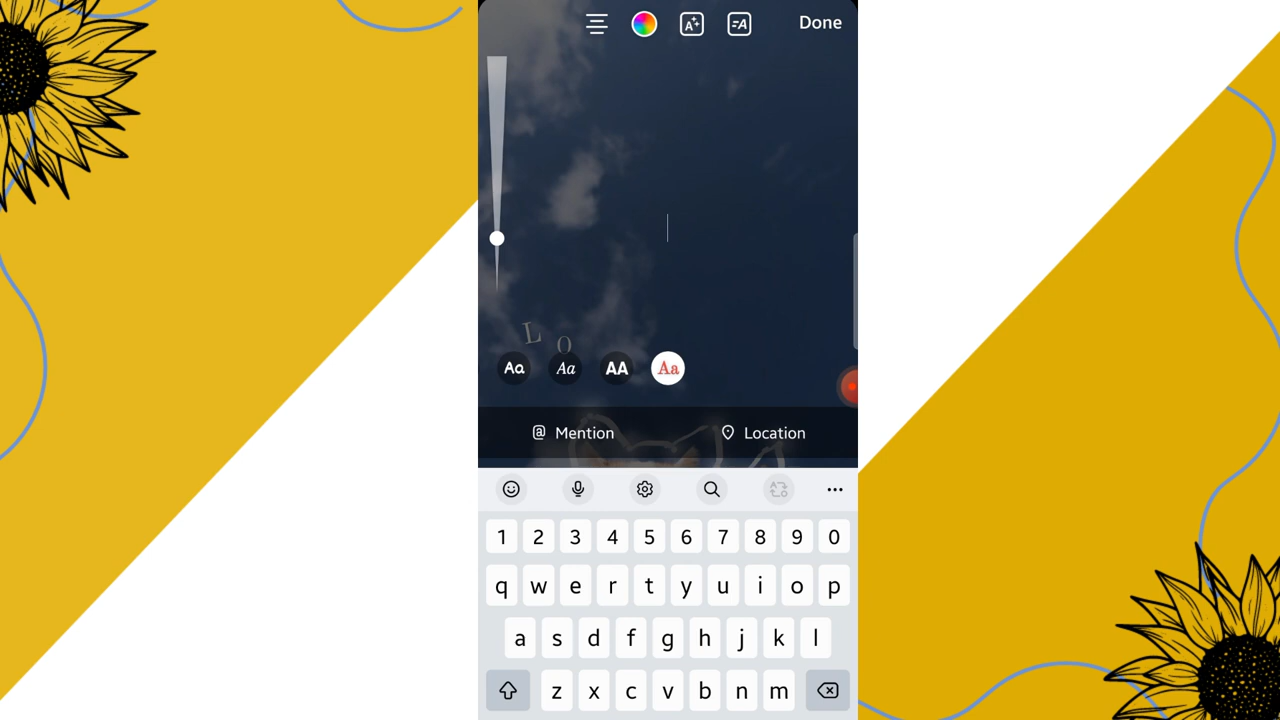 Done
L
O
Aa Aa AA Aa
Mention Location
1 2 3 4 5 6 7 8 9 0
q w e r t y u i o p
a s d f g h j k l
z x c v b n m